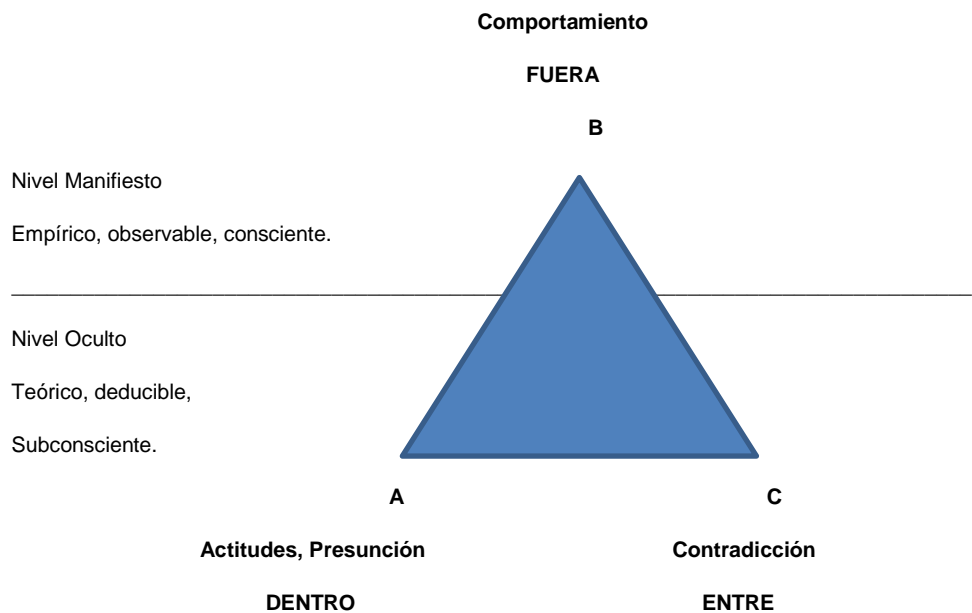 Comportamiento
FUERA
B
Nivel Manifiesto
Empírico, observable, consciente.
Nivel Oculto
Teórico, deducible,
Subconsciente.
A C
Actitudes, Presunción Contradicción
DENTRO ENTRE